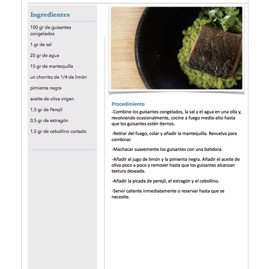 Ingredientes
100 gr de guisantes
congelados
1 gr de sal
25 gr de agua
15 gr de mantequilla
un chorrito de 1/4 de limón
pimienta negra
aceite de oliva virgen
1,5 gr de Perejil
0,5 gr de estragón
1,5 gr de cebollino cortado
Procedimiento
-Combine los guisantes congelados, la sal y el agua en una olla y,
revolviendo ocasionalmente, cocine a fuego medio-alto hasta
que los guisantes estén tiernos.
-Retirar del fuego, colar y añadir la mantequilla. Revuelva para
combinar.
-Machacar suavemente los guisantes con una batidora.
-Añadir el jugo de limón y la pimienta negra. Añadir el aceite de
oliva poco a poco y remover hasta que los guisantes alcanzan
textura deseada.
-Añadir la picada de perejil, el estragón y el cebollino.
-Servir caliente inmediatamente o reservar hasta que se
necesite.